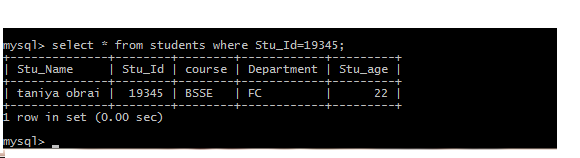 mysql> select * from students where Stu_Id=19345;
+--------------+--------+--------+------------+---------+
| Stu_Name     | Stu_Id | course | Department | Stu_age |
+--------------+--------+--------+------------+---------+
| taniya obrai |  19345 | BSSE   | FC         |      22 |
+--------------+--------+--------+------------+---------+
1 row in set (0.00 sec)
mysql> _